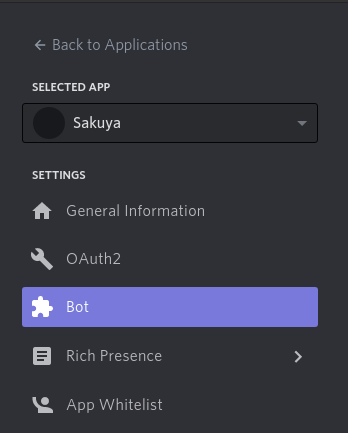 Back to Applications
SELECTED APP
Sakuya
SETTINGS
General Information
OAuth2
Bot
Rich Presence
App Whitelist